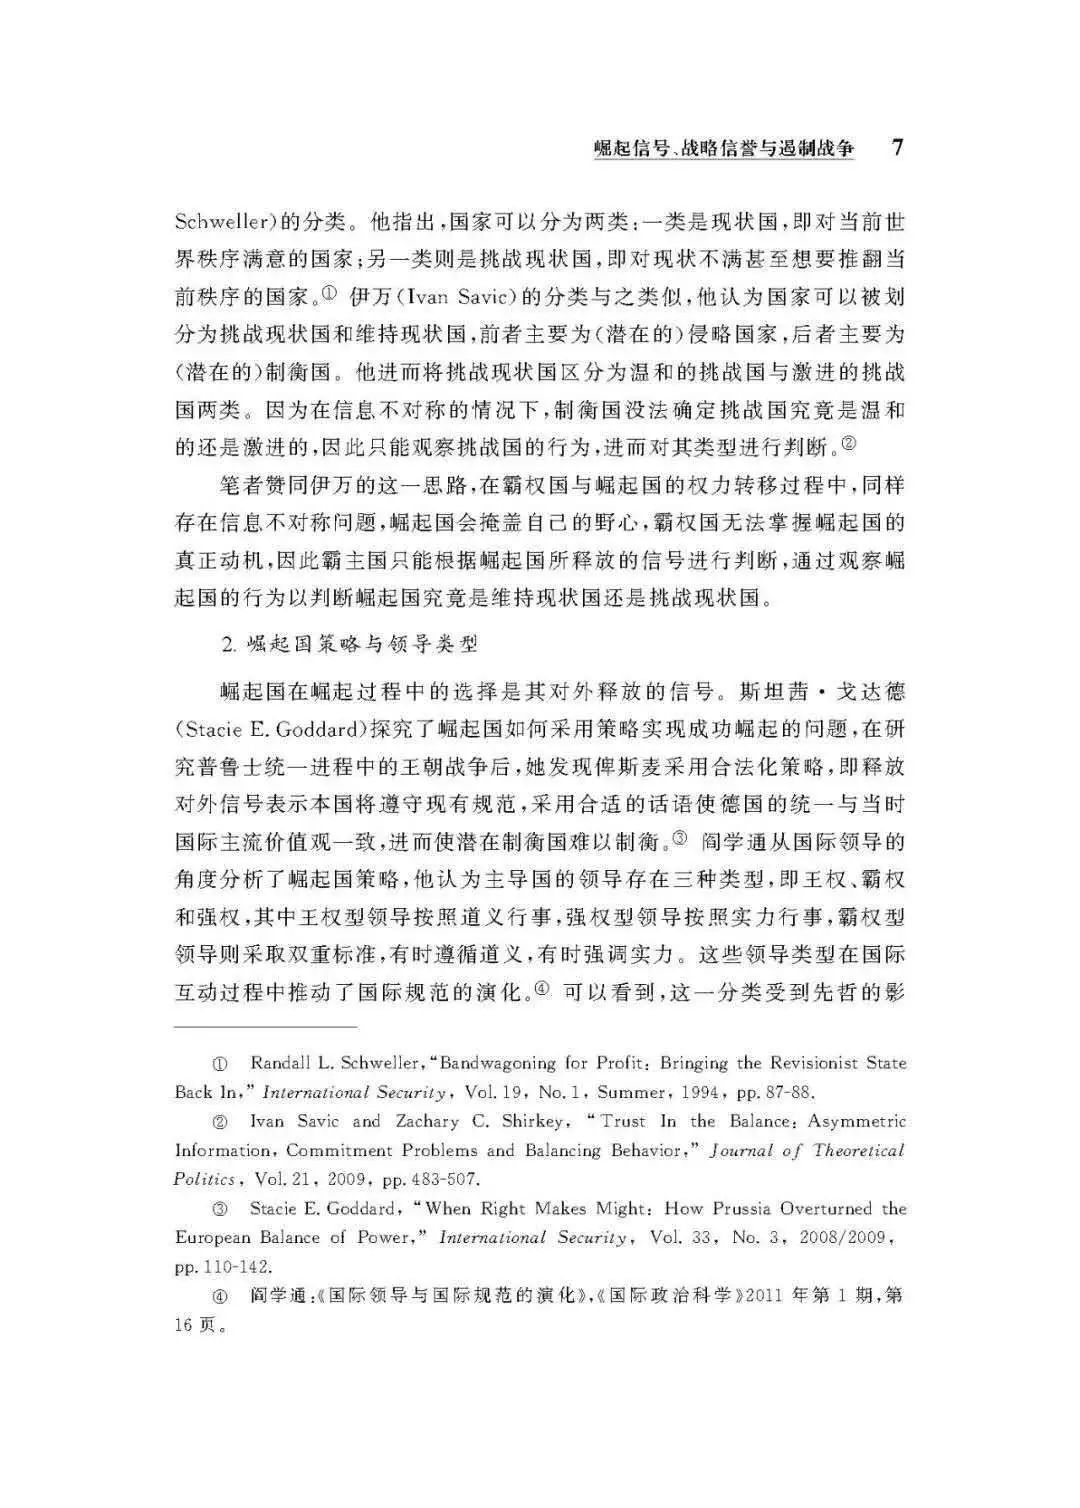 崛起信号、战略信誉与遏制战争 7
Schweller)的分类。他指出,国家可以分为两类:一类是现状国,即对当前世
界秩序满意的国家;另一类则是挑战现状国,即对现状不满甚至想要推翻当
前秩序的国家。① 伊万(Ivan Savic)的分类与之类似,他认为国家可以被划
分为挑战现状国和维持现状国,前者主要为(潜在的)侵略国家,后者主要为
(潜在的)制衡国。他进而将挑战现状国区分为温和的挑战国与激进的挑战
国两类。因为在信息不对称的情况下,制衡国没法确定挑战国究竟是温和
的还是激进的,因此只能观察挑战国的行为,进而对其类型进行判断。②
笔者赞同伊万的这一思路,在霸权国与崛起国的权力转移过程中,同样
存在信息不对称问题,崛起国会掩盖自己的野心,霸权国无法掌握崛起国的
真正动机,因此霸主国只能根据崛起国所释放的信号进行判断,通过观察崛
起国的行为以判断崛起国究竟是维持现状国还是挑战现状国。
2. 崛起国策略与领导类型
崛起国在崛起过程中的选择是其对外释放的信号。斯坦茜·戈达德
(Stacie E. Goddard)探究了崛起国如何采用策略实现成功崛起的问题,在研
究普鲁士统一进程中的王朝战争后,她发现俾斯麦采用合法化策略,即释放
对外信号表示本国将遵守现有规范,采用合适的话语使德国的统一与当时
国际主流价值观一致,进而使潜在制衡国难以制衡。③ 阎学通从国际领导的
角度分析了崛起国策略,他认为主导国的领导存在三种类型,即王权、霸权
和强权,其中王权型领导按照道义行事,强权型领导按照实力行事,霸权型
领导则采取双重标准,有时遵循道义,有时强调实力。这些领导类型在国际
互动过程中推动了国际规范的演化。④ 可以看到,这一分类受到先哲的影
① Randall L. Schweller,“Bandwagoning for Profit: Bringing the Revisionist State
Back In,” International Security, Vol. 19, No. 1, Summer, 1994, pp. 87-88.
② Ivan Savic and Zachary C. Shirkey, “Trust In the Balance: Asymmetric
Information, Commitment Problems and Balancing Behavior,” Journal of Theoretical
Politics, Vol. 21, 2009, pp. 483-507.
③ Stacie E. Goddard, “When Right Makes Might: How Prussia Overturned the
European Balance of Power,” International Security, Vol. 33, No. 3, 2008/2009,
pp. 110-142.
④ 阎学通:《国际领导与国际规范的演化》,《国际政治科学》2011 年第 1 期,第
16 页。